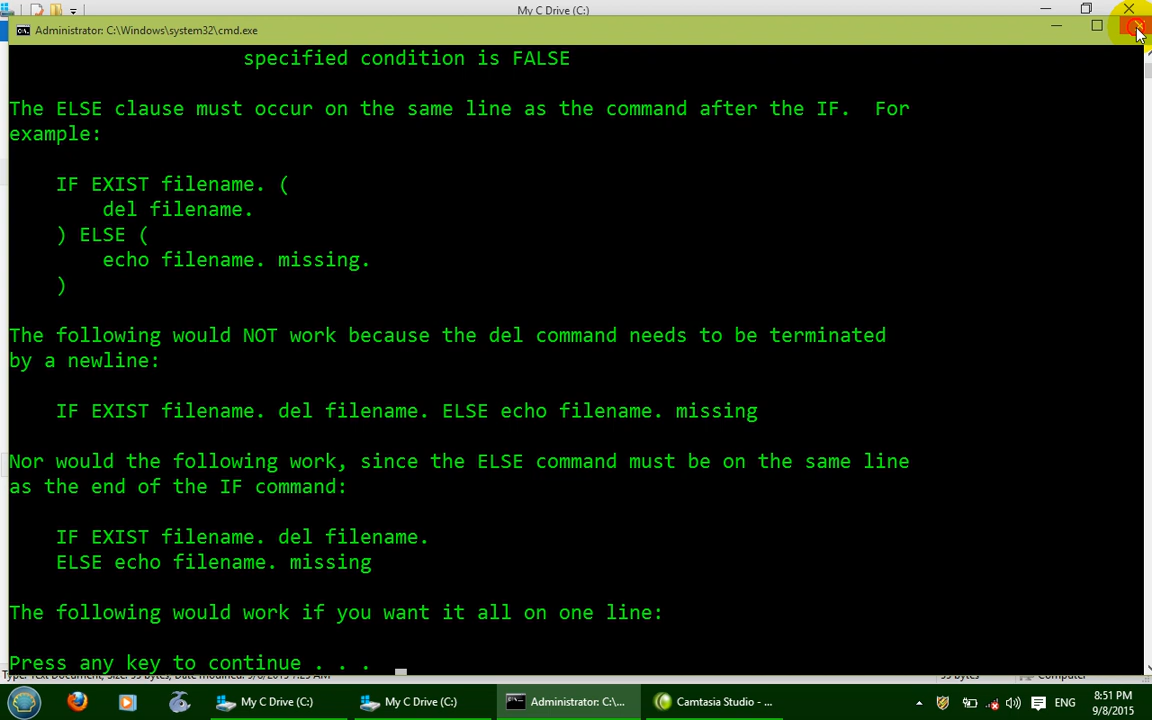 My C Drive (C:)
Administrator: C:\Windows\system32\cmd.exe
specified condition is FALSE
The ELSE clause must occur on the same line as the command after the IF.  For
example:
IF EXIST filename. (
del filename.
) ELSE (
echo filename. missing.
)
The following would NOT work because the del command needs to be terminated
by a newline:
IF EXIST filename. del filename. ELSE echo filename. missing
Nor would the following work, since the ELSE command must be on the same line
as the end of the IF command:
IF EXIST filename. del filename.
ELSE echo filename. missing
The following would work if you want it all on one line:
Press any key to continue . . .
My C Drive (C:)
My C Drive (C:)
Administrator: C:\...
Camtasia Studio - ...
ENG
8:51 PM
9/8/2015